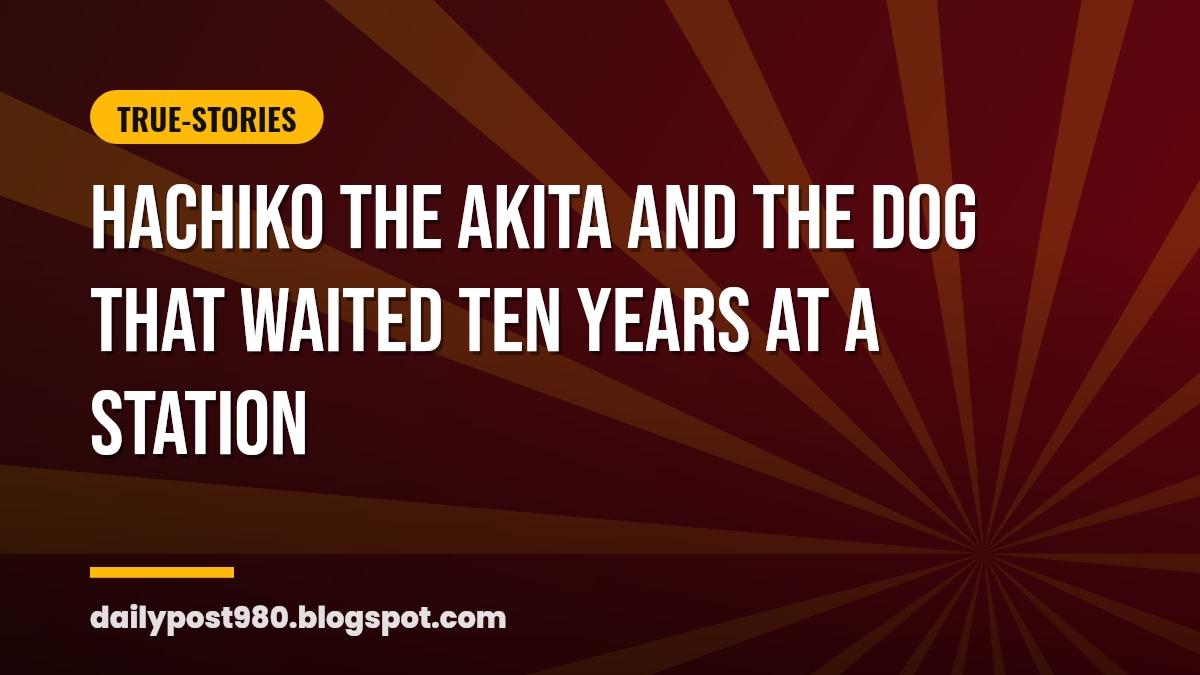 TRUE-STORIES
HACHIKO THE AKITA AND THE DOG
THAT WAITED TEN YEARS AT A
STATION
dailypost980.blogspot.com